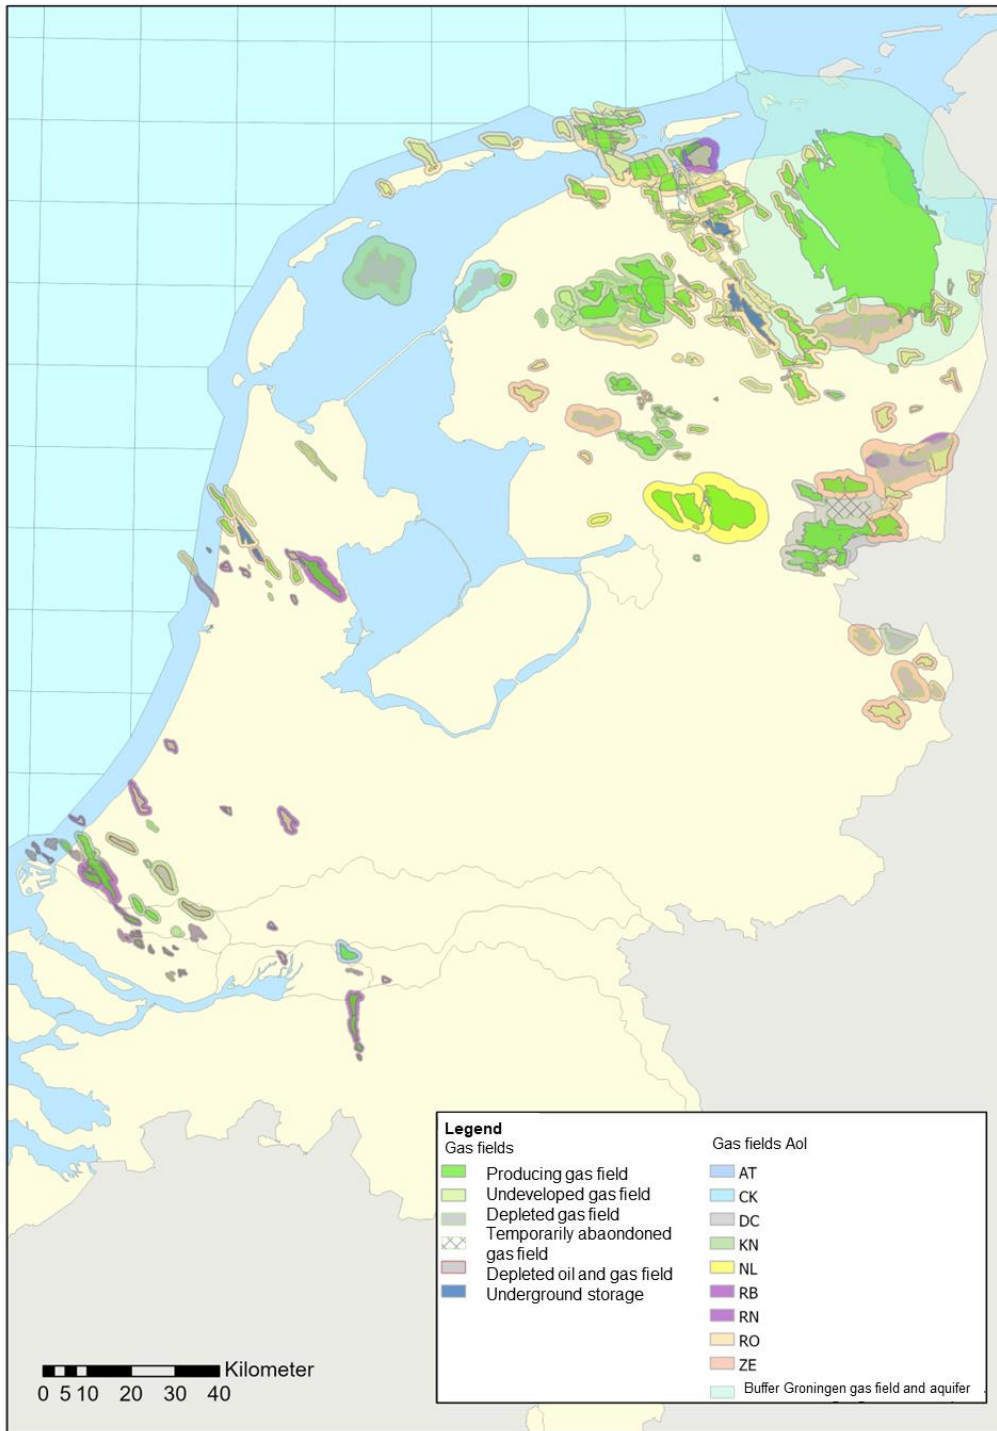 Legend
Gas fields
Producing gas field
Undeveloped gas field
Depleted gas field
Temporarily abaondoned
gas field
Depleted oil and gas field
Underground storage
Gas fields AoI
AT
CK
DC
KN
NL
RB
RN
RO
ZE
Buffer Groningen gas field and aquifer
Kilometer
0 5 10 20 30 40